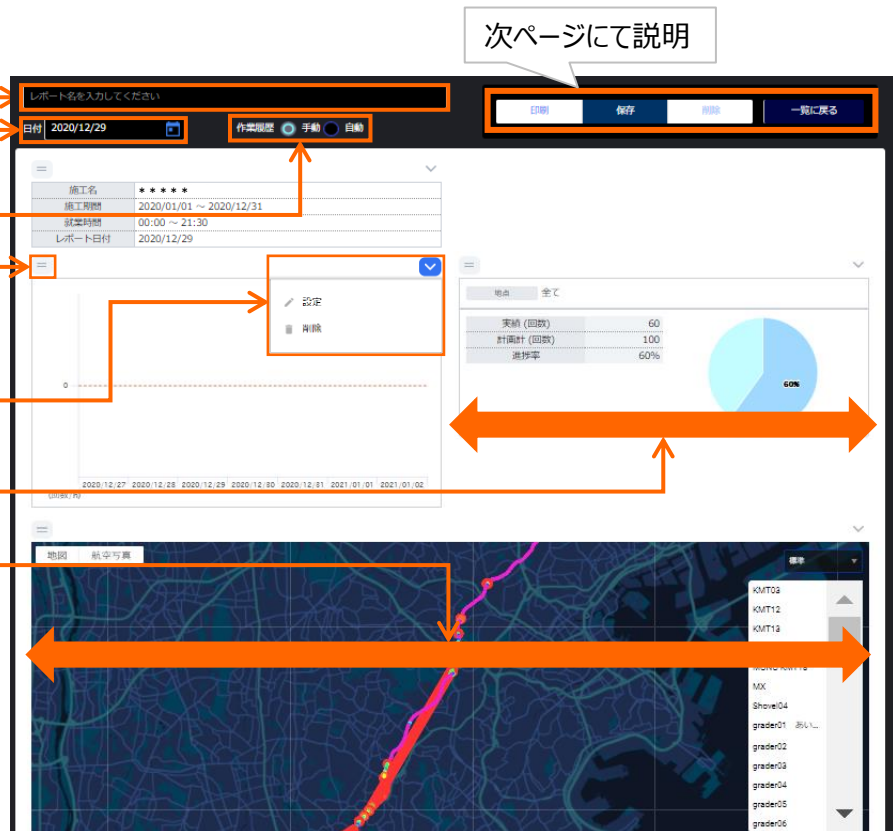 次ページにて説明
レポート名を入力してください
印刷 保存 削除 一覧に戻る
日付 2020/12/29 作業履歴 手動 自動
施工名 *****
施工期間 2020/01/01 ～ 2020/12/31
就業時間 00:00 ～ 21:30
レポート日付 2020/12/29
設定
削除
地点 全て
実績 (回数) 60
計画計 (回数) 100
進捗率 60%
60%
0
2020/12/27 2020/12/28 2020/12/29 2020/12/30 2020/12/31 2021/01/01 2021/01/02
地図 航空写真 標準
KMT03
KMT12
KMT13
MX
Shovel04
grader01 あい...
grader02
grader03
grader04
grader05
grader06